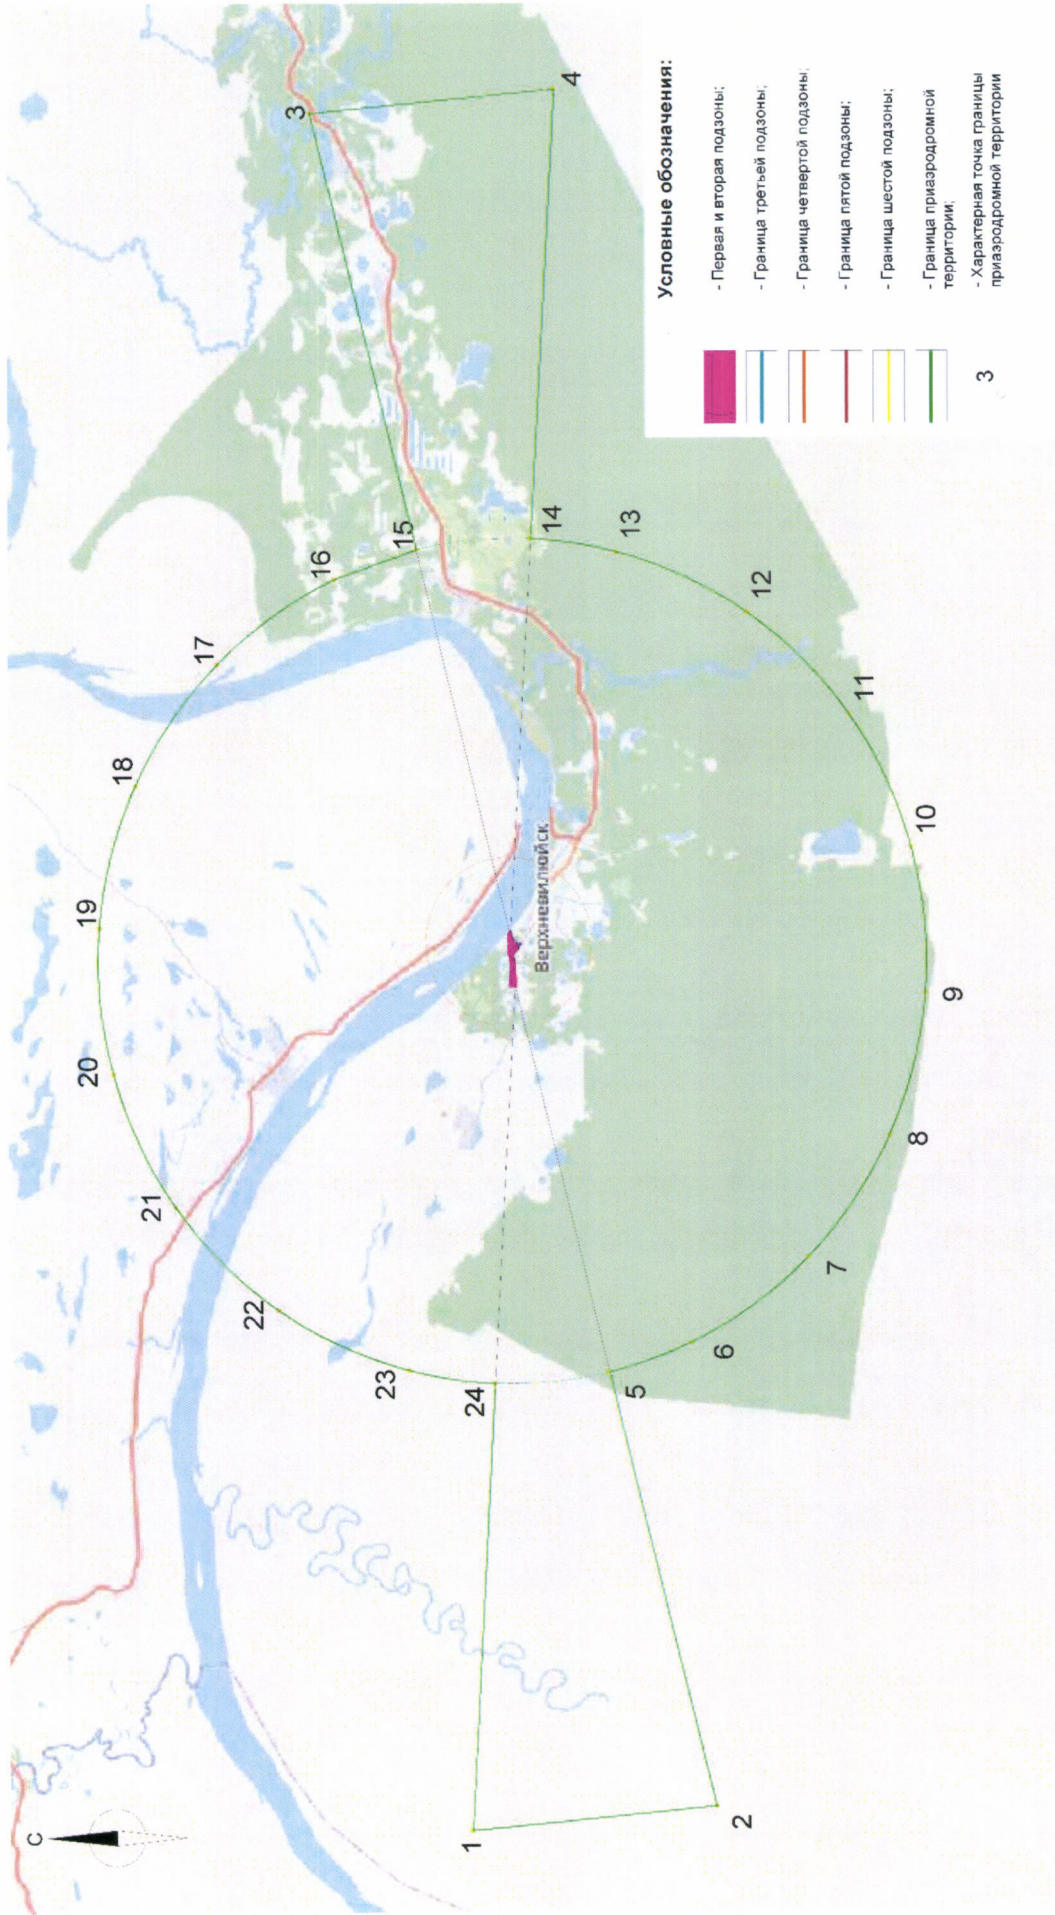 С
1
2
3
4
5
6
7
8
9
10
11
12
13
14
15
16
17
18
19
20
21
22
23
24
Верхневилюйск
Условные обозначения:
- Первая и вторая подзоны;
- Граница третьей подзоны;
- Граница четвертой подзоны;
- Граница пятой подзоны;
- Граница шестой подзоны;
- Граница приаэродромной
территории;
3
- Характерная точка границы
приаэродромной территории